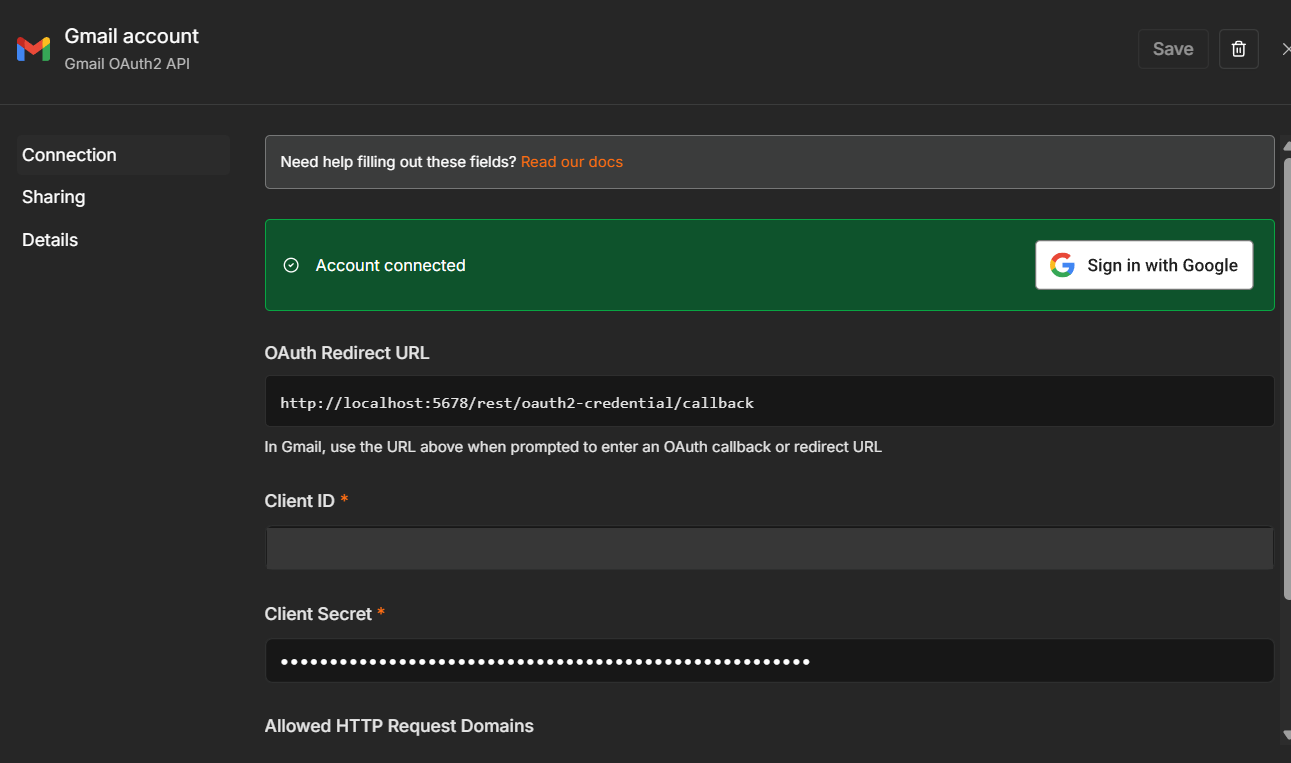 Gmail account
Gmail OAuth2 API
Save
Connection
Sharing
Details
Need help filling out these fields? Read our docs
Account connected
Sign in with Google
OAuth Redirect URL
http://localhost:5678/rest/oauth2-credential/callback
In Gmail, use the URL above when prompted to enter an OAuth callback or redirect URL
Client ID *
Client Secret *
Allowed HTTP Request Domains